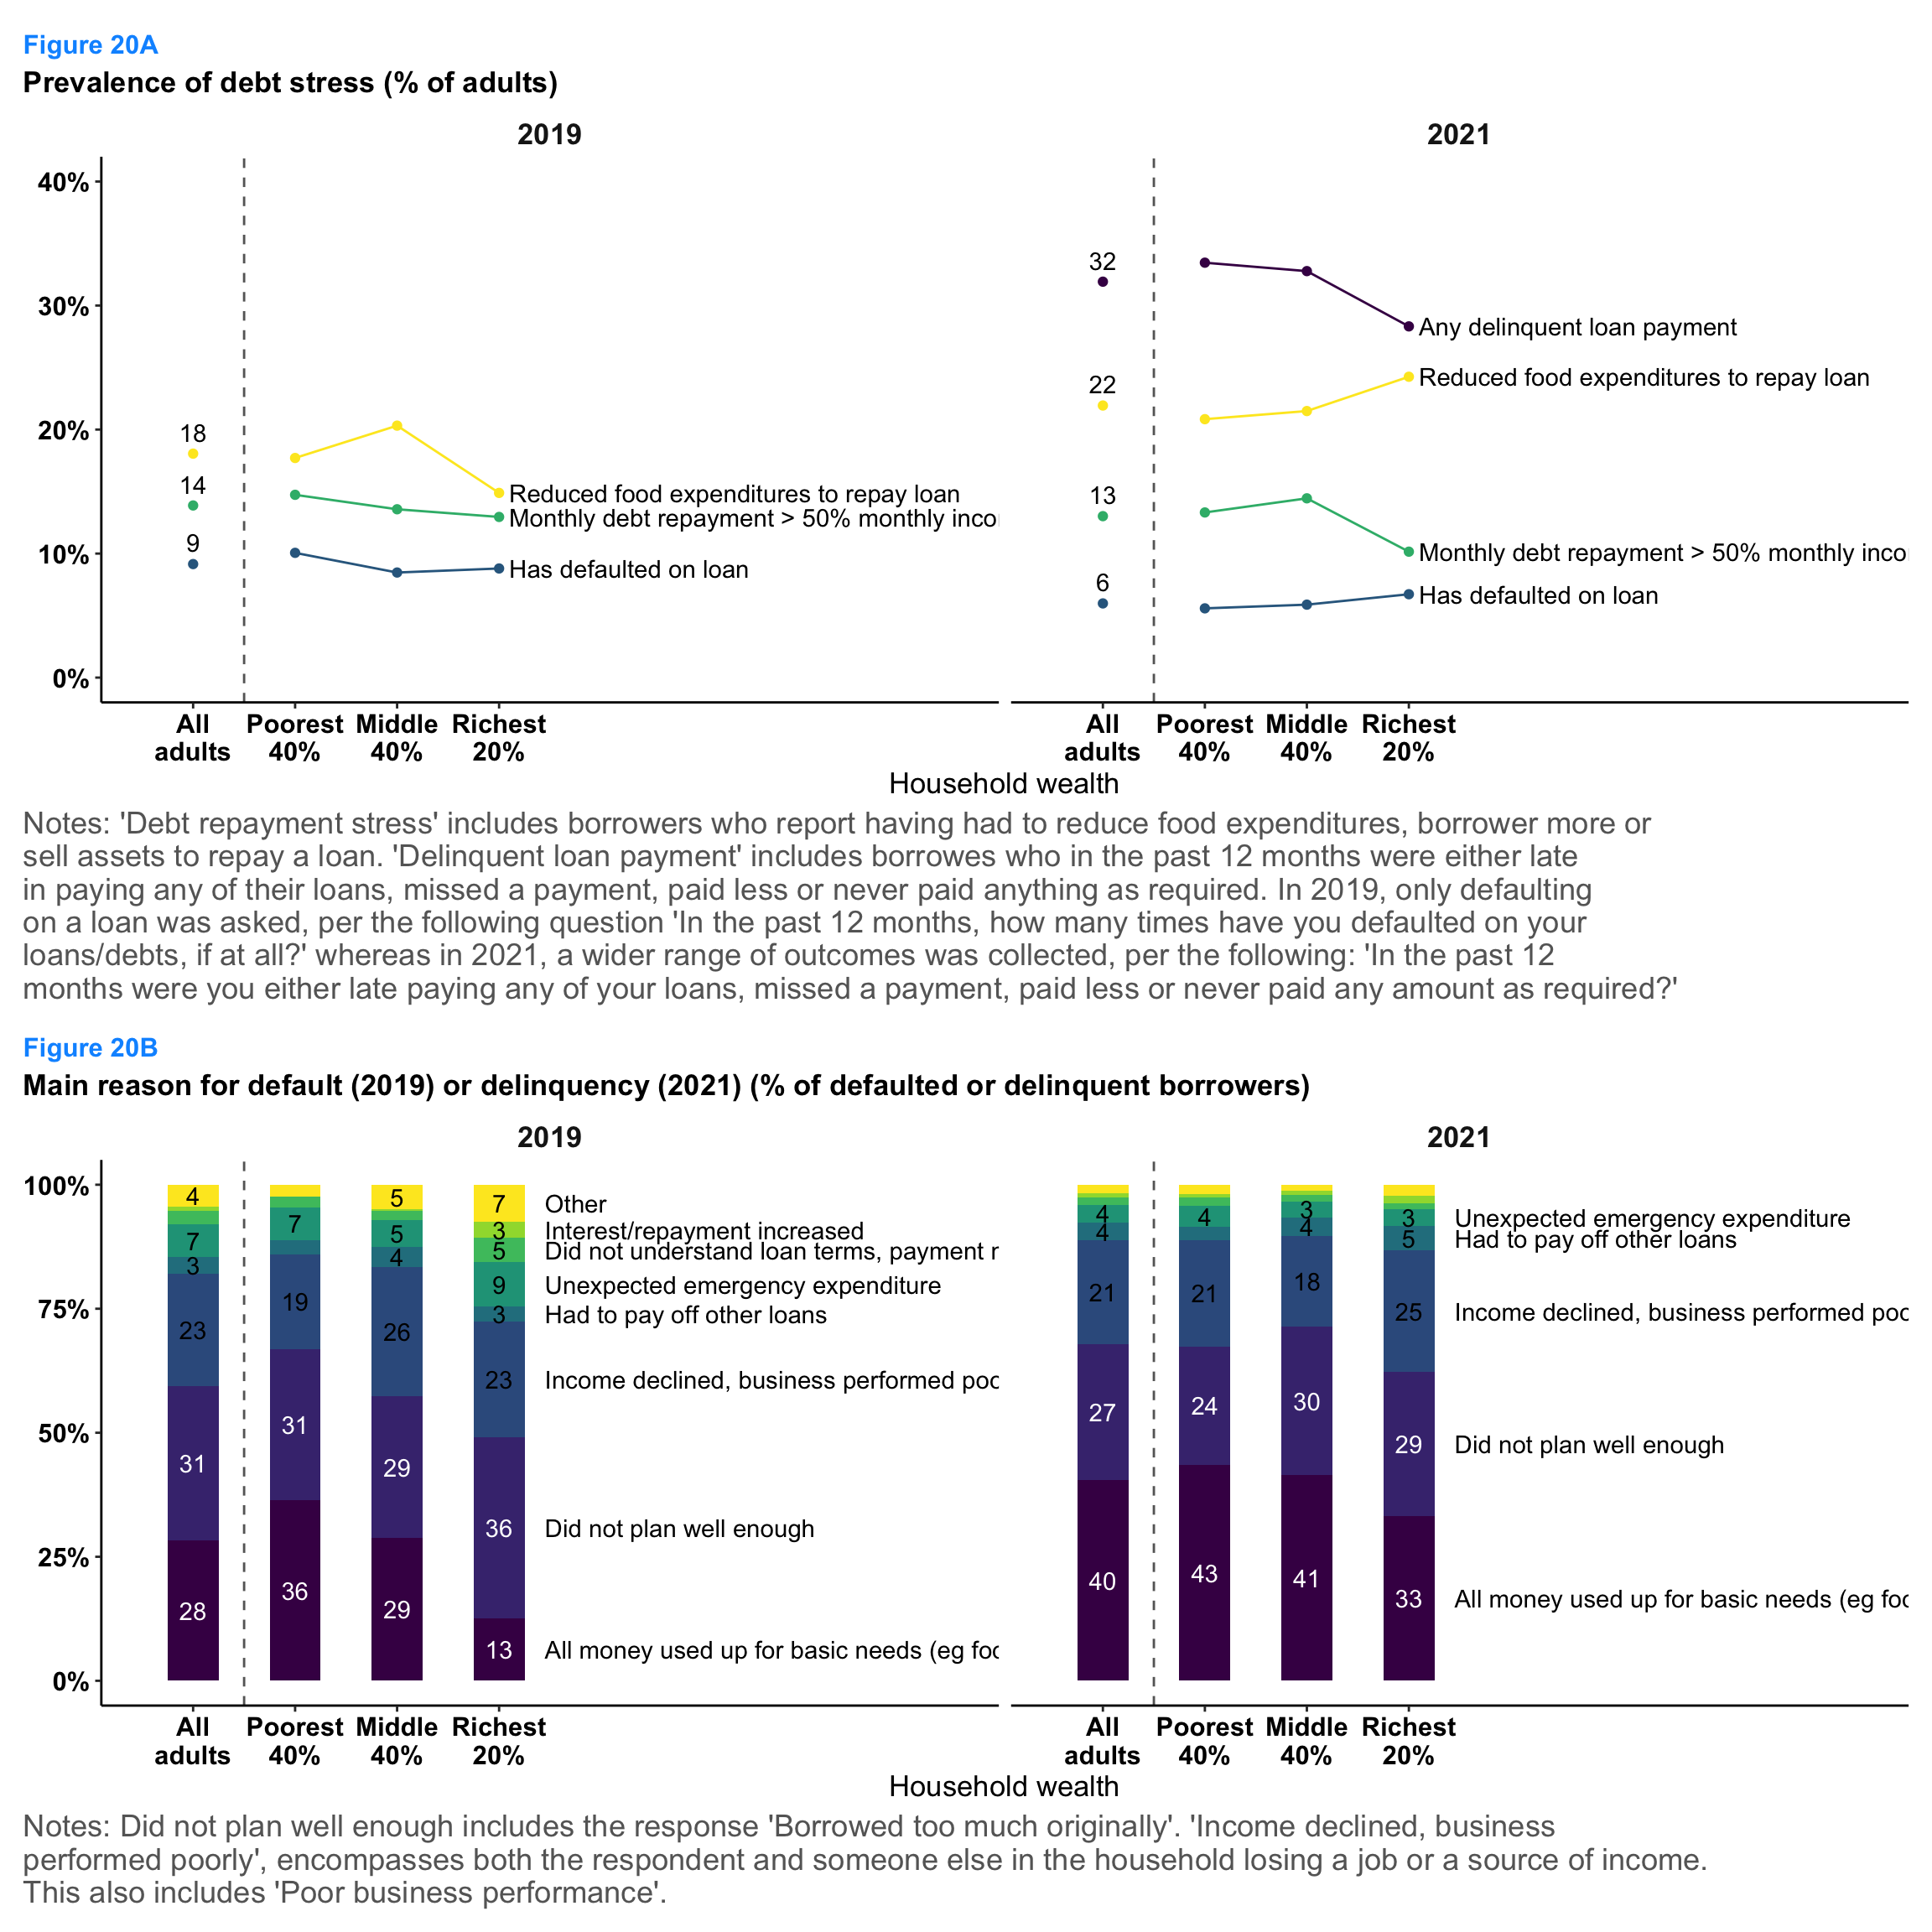 Figure 20A
Prevalence of debt stress (% of adults)
2019
2021
40%
30%
20%
10%
0%
18
14
9
Reduced food expenditures to repay loan
Monthly debt repayment > 50% monthly inco
Has defaulted on loan
32
22
13
6
Any delinquent loan payment
Reduced food expenditures to repay loan
Monthly debt repayment > 50% monthly inco
Has defaulted on loan
All adults
Poorest 40%
Middle 40%
Richest 20%
All adults
Poorest 40%
Middle 40%
Richest 20%
Household wealth
Notes: 'Debt repayment stress' includes borrowers who report having had to reduce food expenditures, borrower more or
sell assets to repay a loan. 'Delinquent loan payment' includes borrowes who in the past 12 months were either late
in paying any of their loans, missed a payment, paid less or never paid anything as required. In 2019, only defaulting
on a loan was asked, per the following question 'In the past 12 months, how many times have you defaulted on your
loans/debts, if at all?' whereas in 2021, a wider range of outcomes was collected, per the following: 'In the past 12
months were you either late paying any of your loans, missed a payment, paid less or never paid any amount as required?'
Figure 20B
Main reason for default (2019) or delinquency (2021) (% of defaulted or delinquent borrowers)
2019
2021
100%
75%
50%
25%
0%
4
7
3
23
31
28
7
19
31
36
5
5
4
26
29
29
7
3
5
9
3
23
36
13
Other
Interest/repayment increased
Did not understand loan terms, payment r
Unexpected emergency expenditure
Had to pay off other loans
Income declined, business performed poo
Did not plan well enough
All money used up for basic needs (eg foo
4
4
21
27
40
4
21
24
43
3
4
18
30
41
3
5
25
29
33
Unexpected emergency expenditure
Had to pay off other loans
Income declined, business performed poo
Did not plan well enough
All money used up for basic needs (eg foo
All adults
Poorest 40%
Middle 40%
Richest 20%
All adults
Poorest 40%
Middle 40%
Richest 20%
Household wealth
Notes: Did not plan well enough includes the response 'Borrowed too much originally'. 'Income declined, business
performed poorly', encompasses both the respondent and someone else in the household losing a job or a source of income.
This also includes 'Poor business performance'.